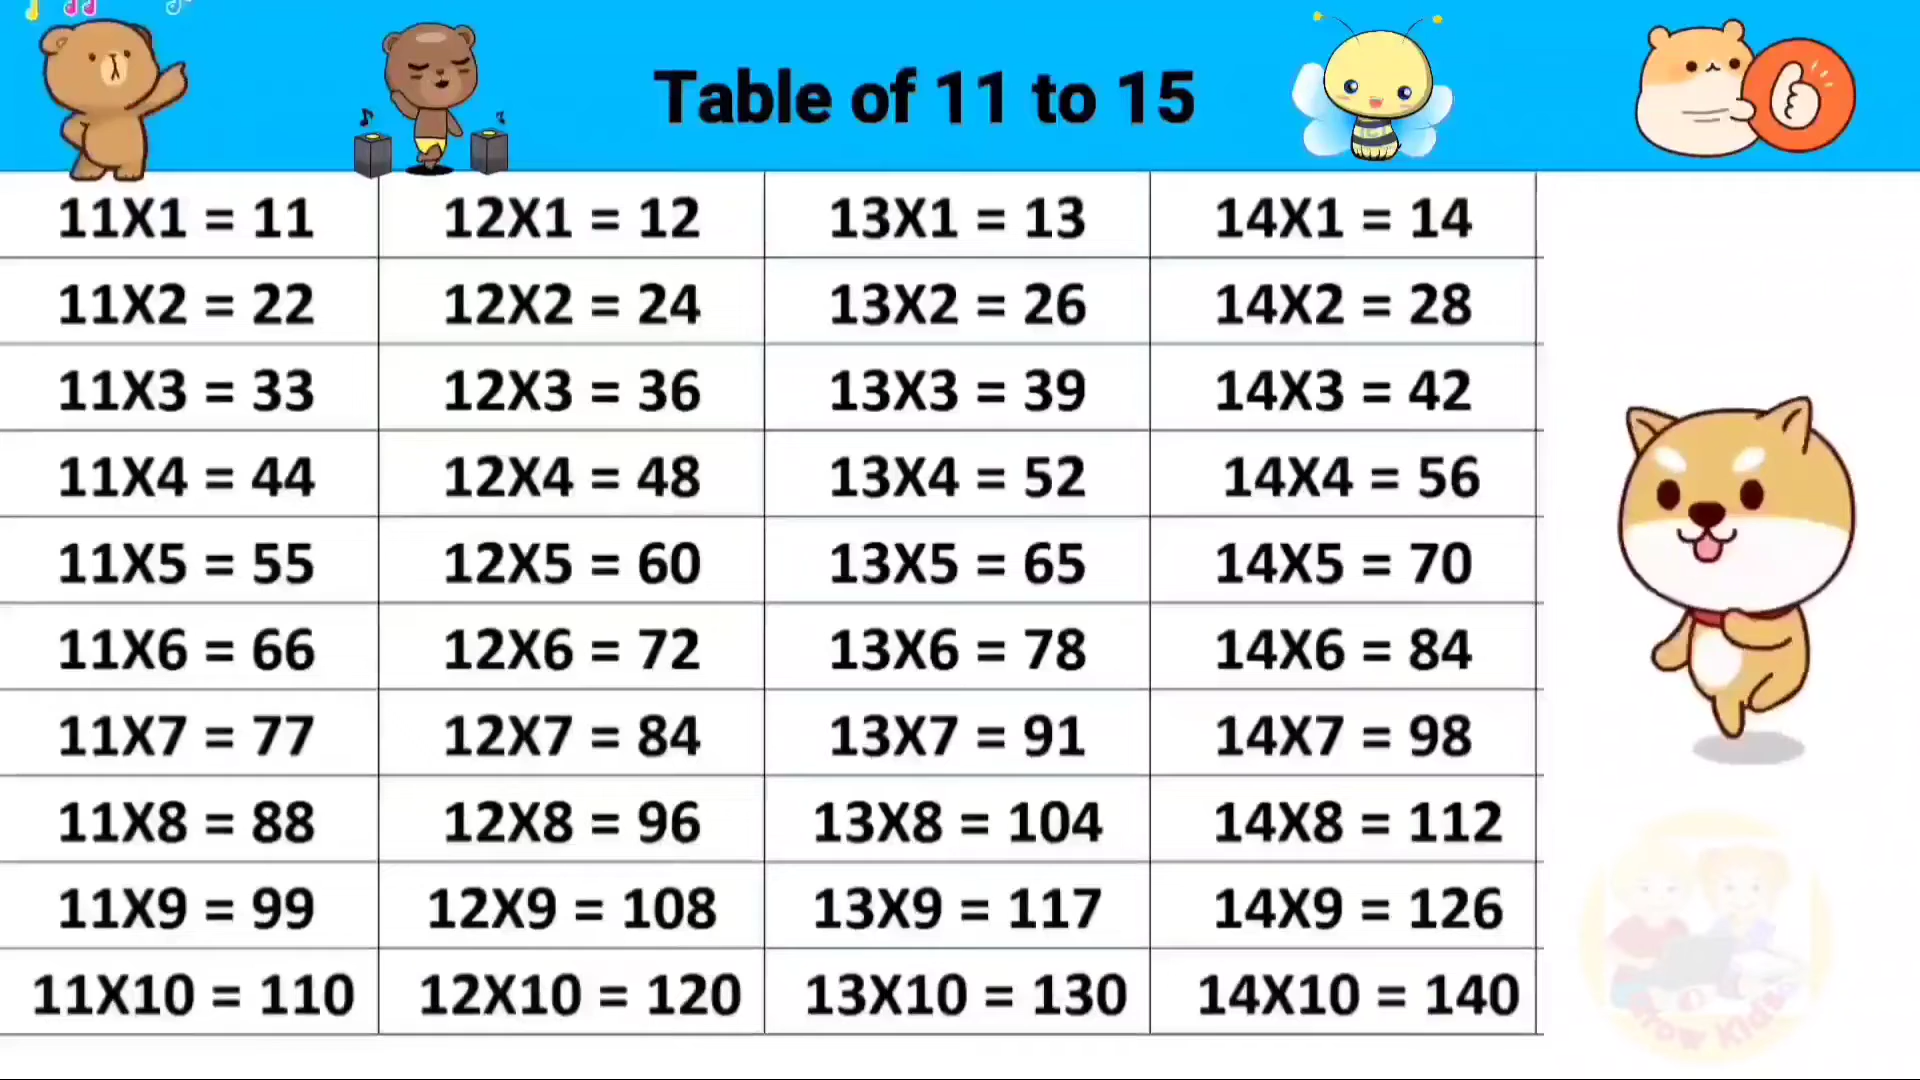 Table of 11 to 15
11X1 = 11 12X1 = 12 13X1 = 13 14X1 = 14
11X2 = 22 12X2 = 24 13X2 = 26 14X2 = 28
11X3 = 33 12X3 = 36 13X3 = 39 14X3 = 42
11X4 = 44 12X4 = 48 13X4 = 52 14X4 = 56
11X5 = 55 12X5 = 60 13X5 = 65 14X5 = 70
11X6 = 66 12X6 = 72 13X6 = 78 14X6 = 84
11X7 = 77 12X7 = 84 13X7 = 91 14X7 = 98
11X8 = 88 12X8 = 96 13X8 = 104 14X8 = 112
11X9 = 99 12X9 = 108 13X9 = 117 14X9 = 126
11X10 = 110 12X10 = 120 13X10 = 130 14X10 = 140